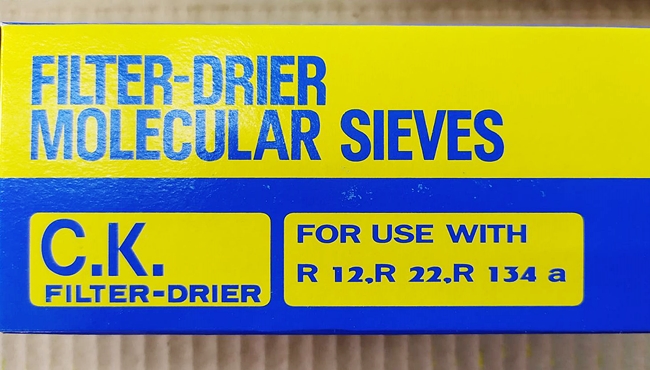 FILTER-DRIER
MOLECULAR SIEVES
C.K.
FILTER-DRIER
FOR USE WITH
R 12,R 22,R 134 a